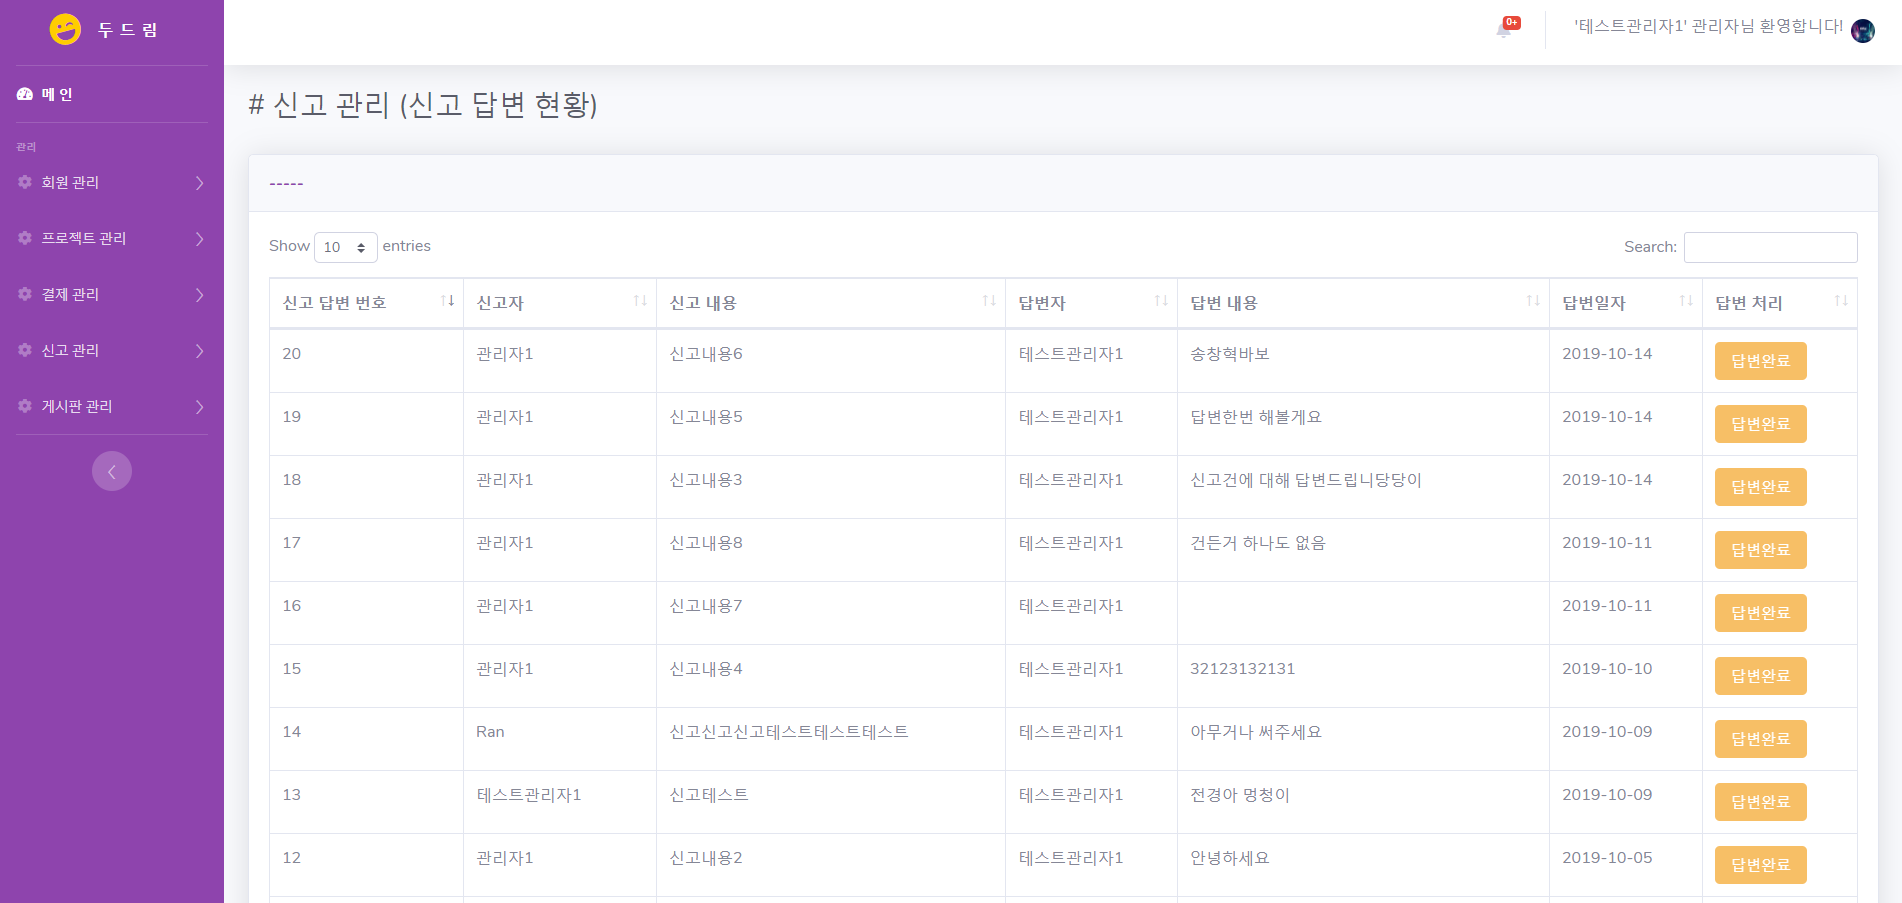 두드림
0+
'테스트관리자1' 관리자님 환영합니다!
메인
관리
회원 관리
프로젝트 관리
결제 관리
신고 관리
게시판 관리
# 신고 관리 (신고 답변 현황)
-----
Show 10 entries
Search:
신고 답변 번호 신고자 신고 내용 답변자 답변 내용 답변일자 답변 처리
20 관리자1 신고내용6 테스트관리자1 송창혁바보 2019-10-14 답변완료
19 관리자1 신고내용5 테스트관리자1 답변한번 해볼게요 2019-10-14 답변완료
18 관리자1 신고내용3 테스트관리자1 신고건에 대해 답변드립니당당이 2019-10-14 답변완료
17 관리자1 신고내용8 테스트관리자1 건든거 하나도 없음 2019-10-11 답변완료
16 관리자1 신고내용7 테스트관리자1 2019-10-11 답변완료
15 관리자1 신고내용4 테스트관리자1 32123132131 2019-10-10 답변완료
14 Ran 신고신고신고테스트테스트테스트 테스트관리자1 아무거나 써주세요 2019-10-09 답변완료
13 테스트관리자1 신고테스트 테스트관리자1 전경아 멍청이 2019-10-09 답변완료
12 관리자1 신고내용2 테스트관리자1 안녕하세요 2019-10-05 답변완료